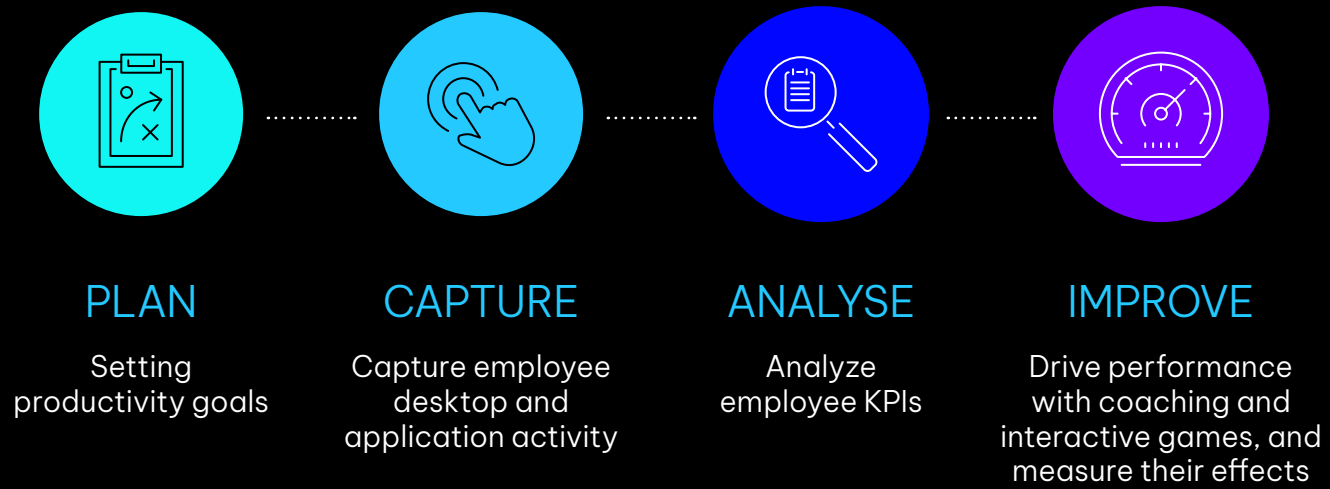 PLAN
Setting
productivity goals
CAPTURE
Capture employee
desktop and
application activity
ANALYSE
Analyze
employee KPIs
IMPROVE
Drive performance
with coaching and
interactive games, and
measure their effects